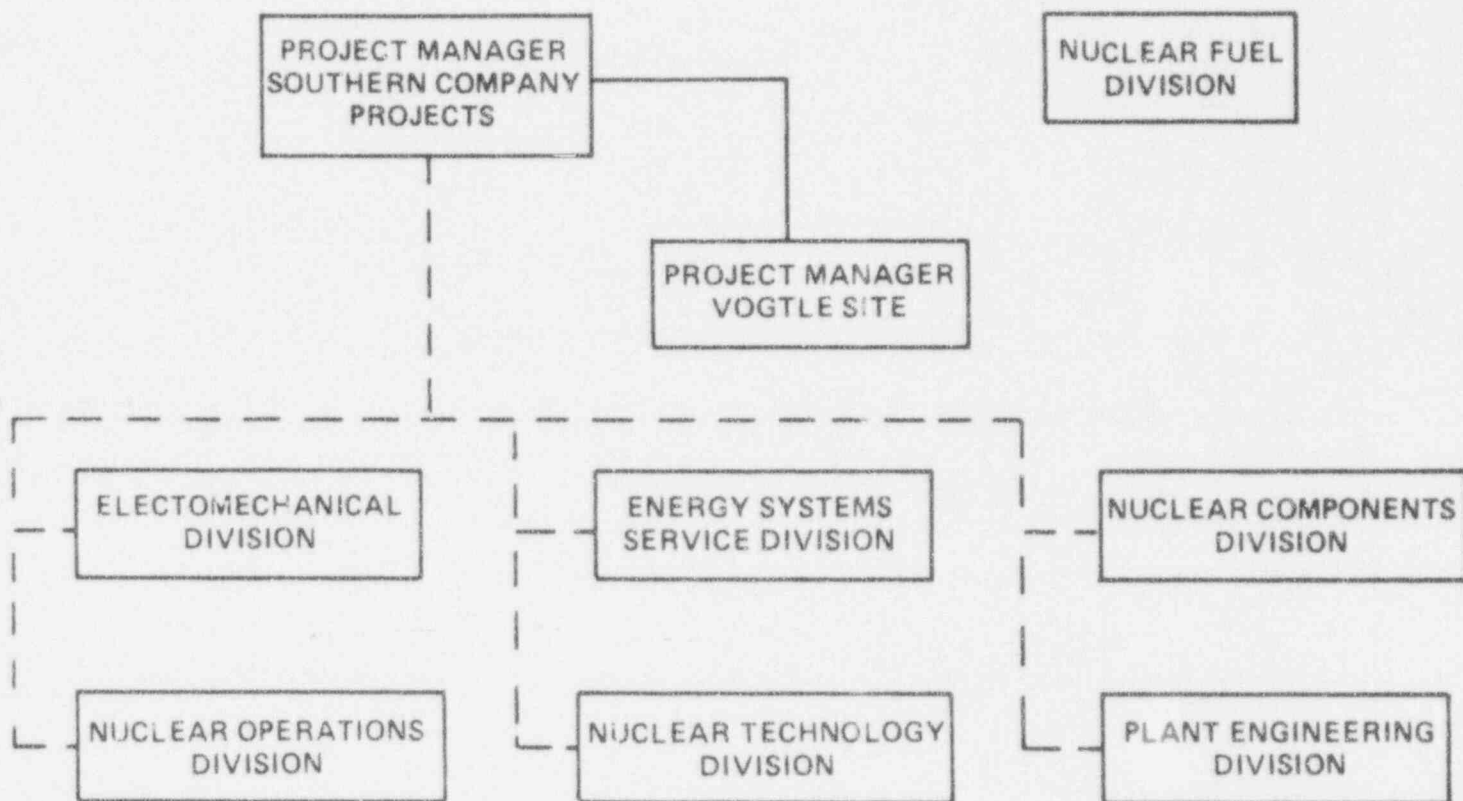 PROJECT MANAGER
SOUTHERN COMPANY
PROJECTS
NUCLEAR FUEL
DIVISION
PROJECT MANAGER
VOGTLE SITE
ELECTOMECHANICAL
DIVISION
ENERGY SYSTEMS
SERVICE DIVISION
NUCLEAR COMPONENTS
DIVISION
NUCLEAR OPERATIONS
DIVISION
NUCLEAR TECHNOLOGY
DIVISION
PLANT ENGINEERING
DIVISION